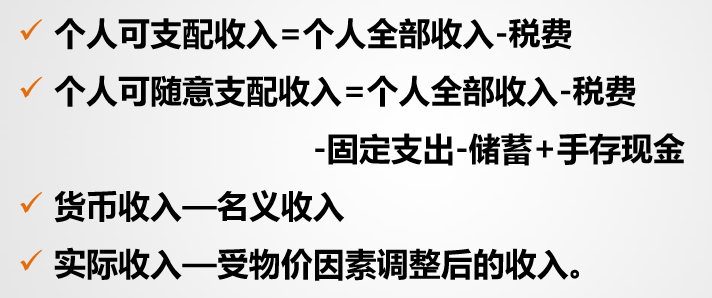 ✓ 个人可支配收入=个人全部收入-税费
✓ 个人可随意支配收入=个人全部收入-税费
-固定支出-储蓄+手存现金
✓ 货币收入—名义收入
✓ 实际收入—受物价因素调整后的收入。